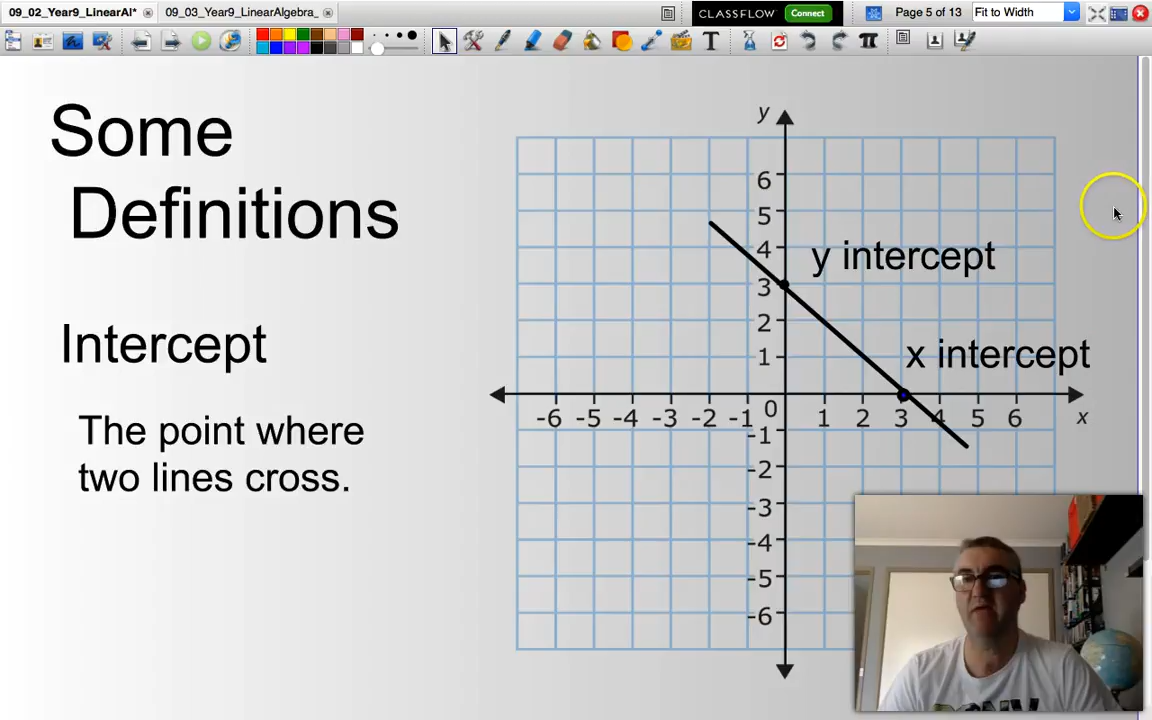 09_02_Year9_LinearAl*
09_03_Year9_LinearAlgebra_
CLASSFLOW Connect
Page 5 of 13
Fit to Width
T
Some
Definitions
Intercept
The point where
two lines cross.
y
6
5
4
3
2
1
y intercept
x intercept
-6 -5 -4 -3 -2 -1 0 1 2 3 4 5 6 x
-1
-2
-3
-4
-5
-6